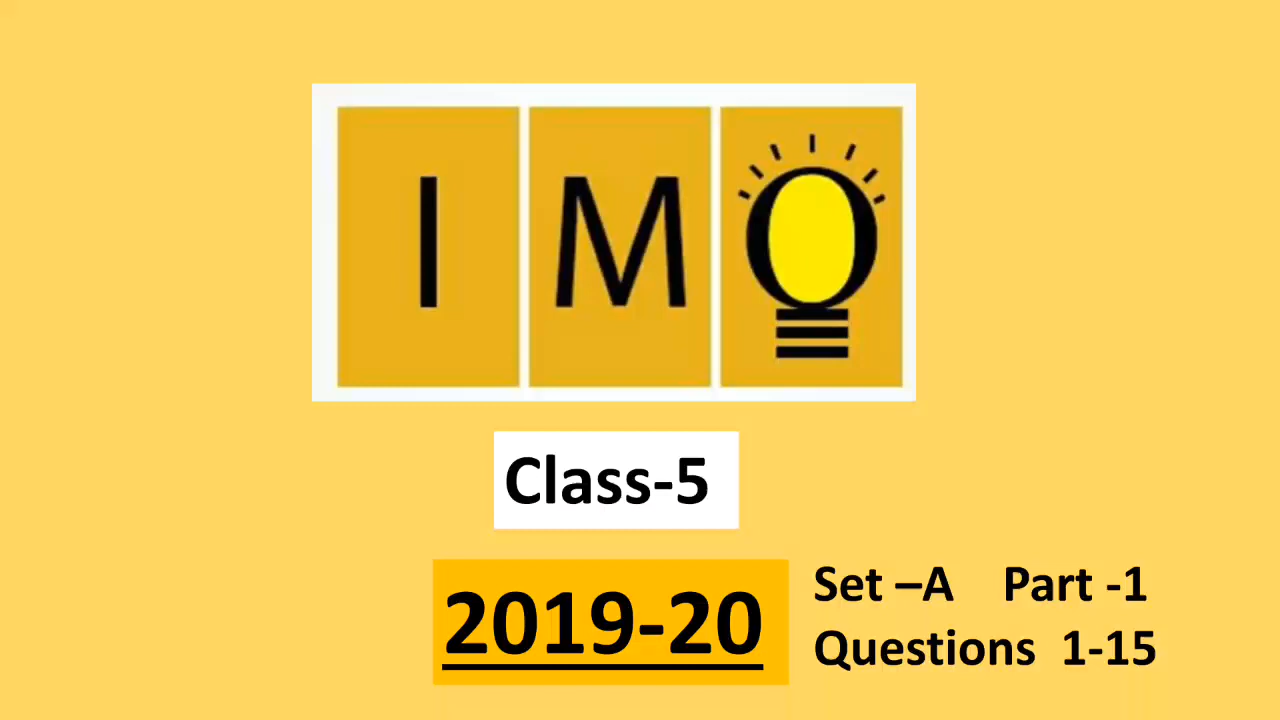 IMO
Class-5
2019-20
Set –A Part -1
Questions 1-15